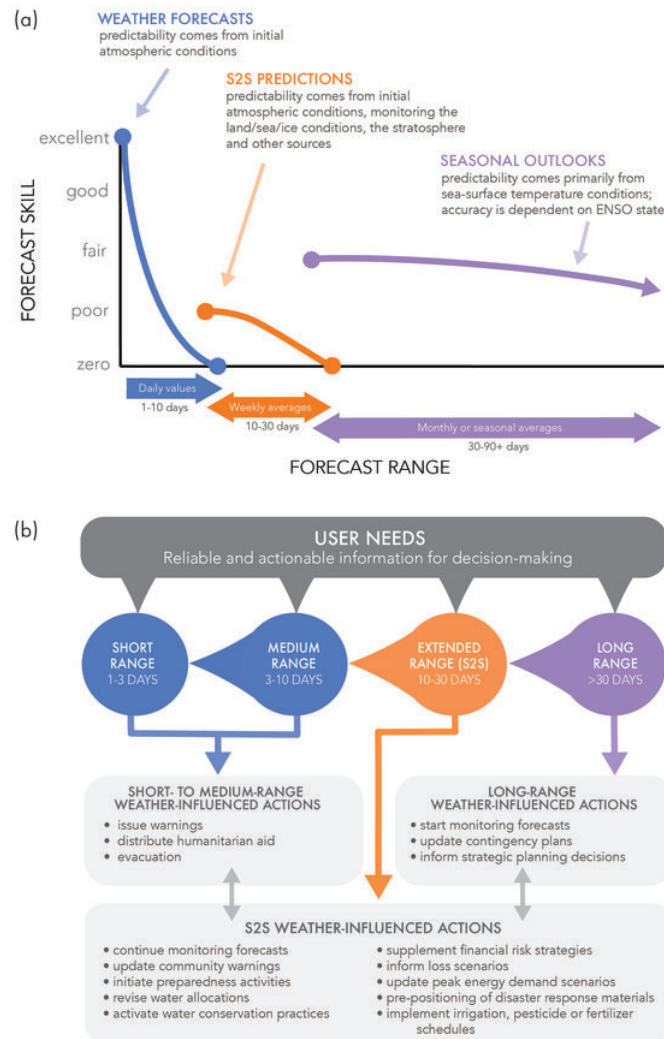 (a)
WEATHER FORECASTS
predictability comes from initial
atmospheric conditions
S2S PREDICTIONS
predictability comes from initial
atmospheric conditions, monitoring the
land/sea/ice conditions, the stratosphere
and other sources
SEASONAL OUTLOOKS
predictability comes primarily from
sea-surface temperature conditions;
accuracy is dependent on ENSO state
FORECAST SKILL
excellent
good
fair
poor
zero
Daily values
1-10 days
Weekly averages
10-30 days
Monthly or seasonal averages
30-90+ days
FORECAST RANGE
(b)
USER NEEDS
Reliable and actionable information for decision-making
SHORT
RANGE
1-3 DAYS
MEDIUM
RANGE
3-10 DAYS
EXTENDED
RANGE (S2S)
10-30 DAYS
LONG
RANGE
>30 DAYS
SHORT- TO MEDIUM-RANGE
WEATHER-INFLUENCED ACTIONS
• issue warnings
• distribute humanitarian aid
• evacuation
LONG-RANGE
WEATHER-INFLUENCED ACTIONS
• start monitoring forecasts
• update contingency plans
• inform strategic planning decisions
S2S WEATHER-INFLUENCED ACTIONS
• continue monitoring forecasts
• update community warnings
• initiate preparedness activities
• revise water allocations
• activate water conservation practices
• supplement financial risk strategies
• inform loss scenarios
• update peak energy demand scenarios
• pre-positioning of disaster response materials
• implement irrigation, pesticide or fertilizer
schedules